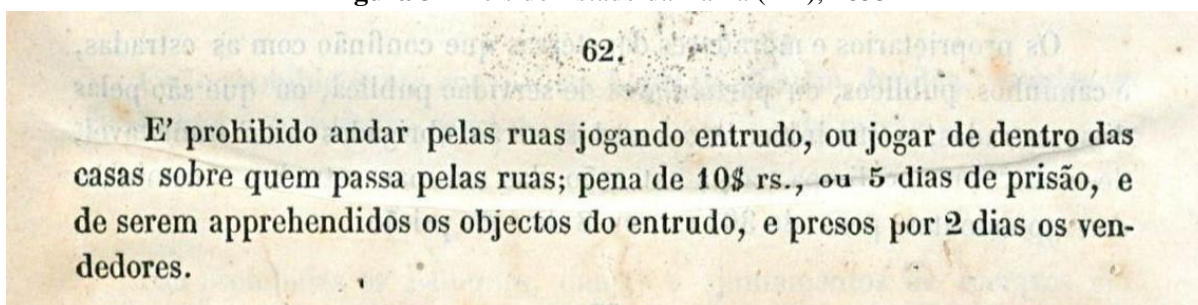 62.
E' prohibido andar pelas ruas jogando entrudo, ou jogar de dentro das
casas sobre quem passa pelas ruas; pena de 10$ rs., ou 5 dias de prisão, e
de serem apprehendidos os objectos do entrudo, e presos por 2 dias os ven-
dedores.